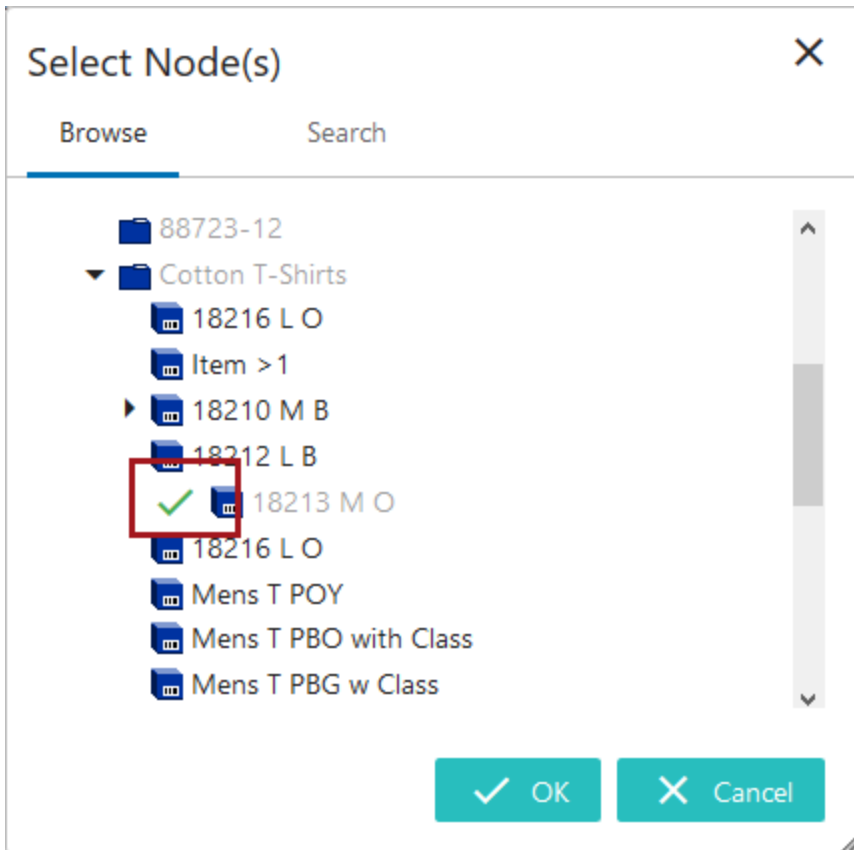 Select Node(s)
Browse Search
88723-12
Cotton T-Shirts
18216 L O
Item >1
18210 M B
18212 L B
18213 M O
18216 L O
Mens T POY
Mens T PBO with Class
Mens T PBG w Class
OK Cancel